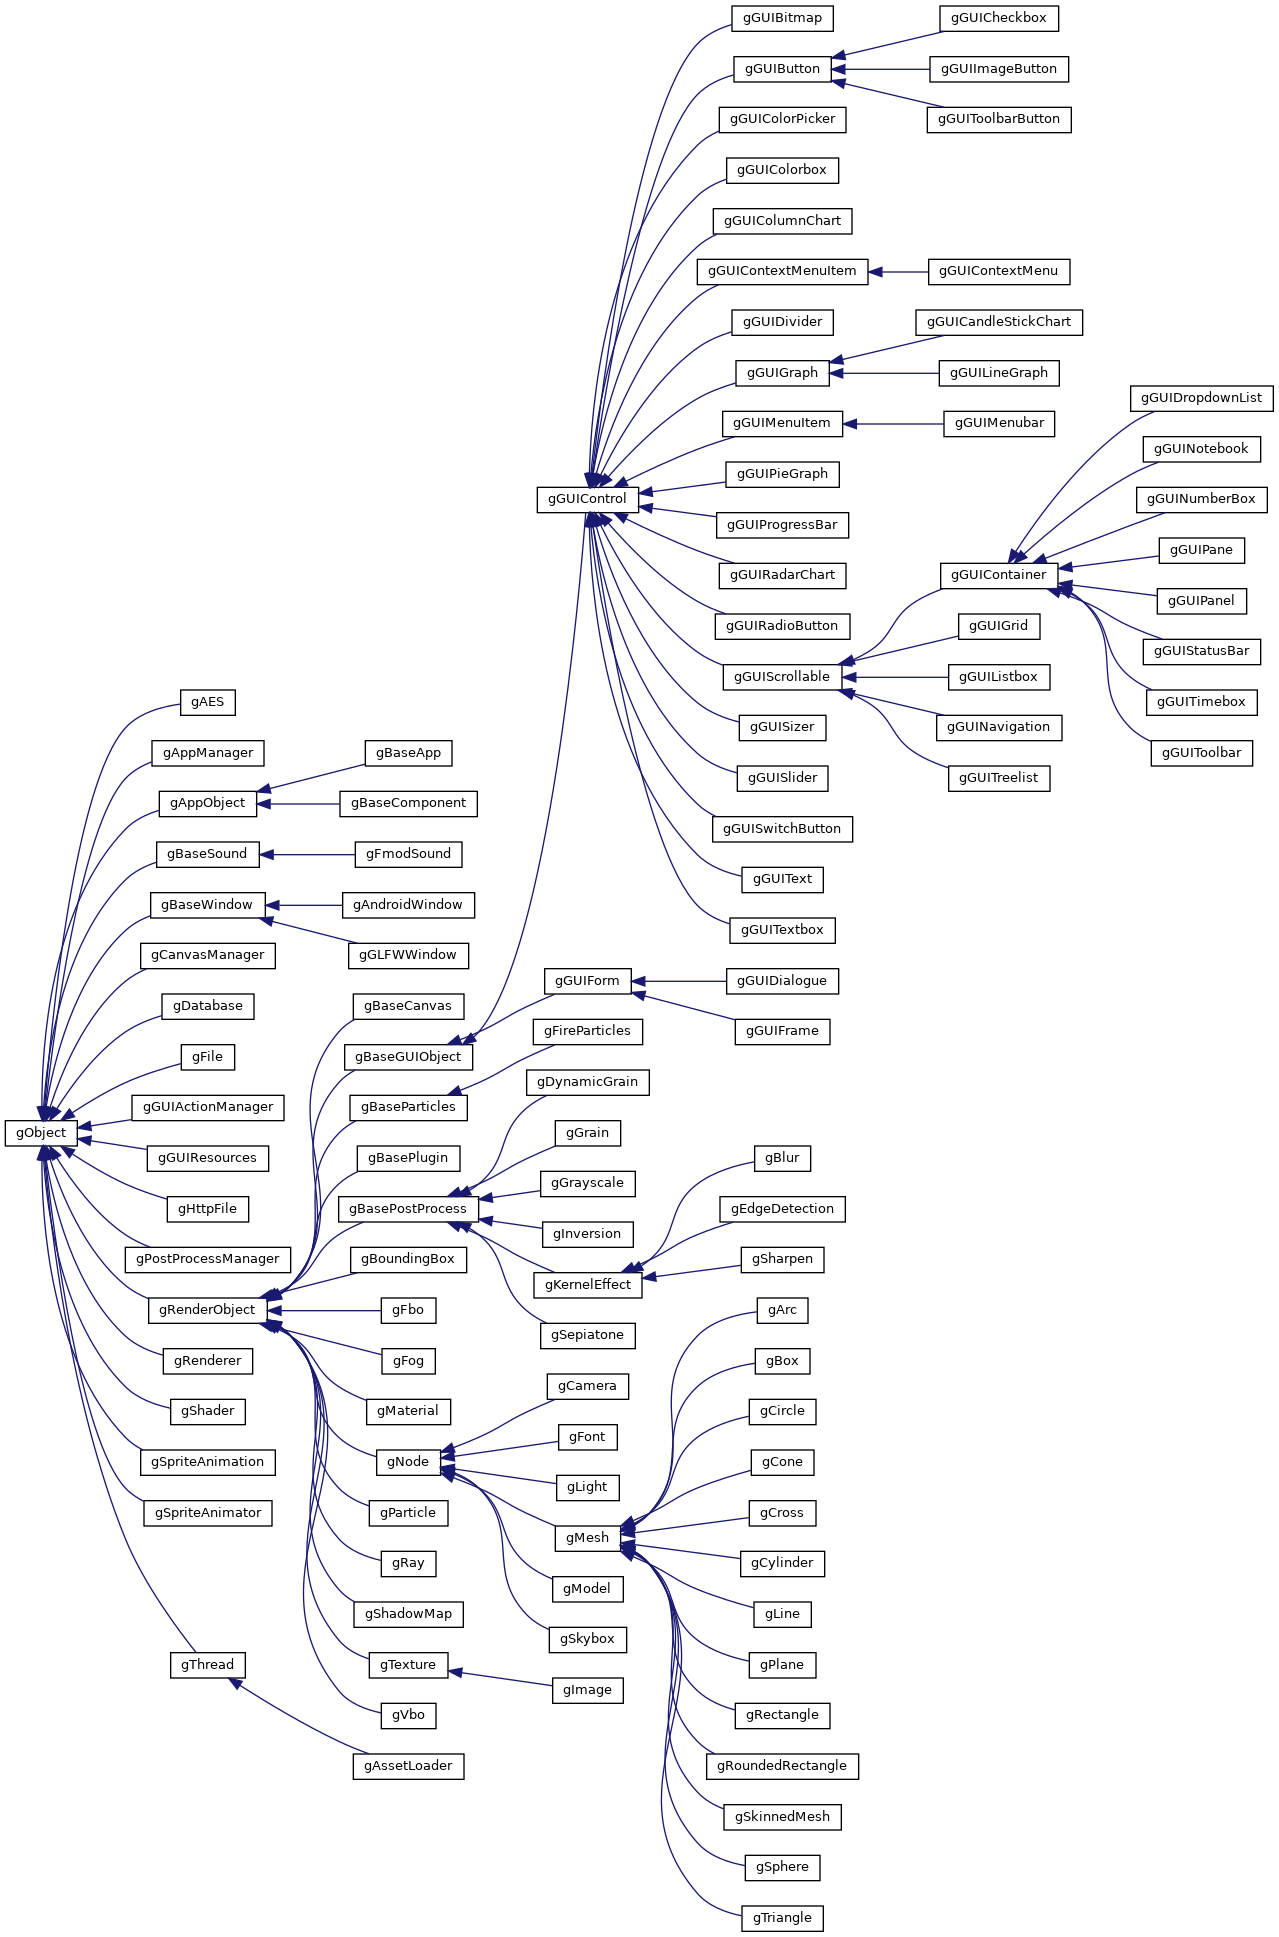 gObject
gAES
gAppManager
gAppObject
gBaseApp
gBaseComponent
gBaseSound
gFmodSound
gBaseWindow
gAndroidWindow
gGLFWWindow
gCanvasManager
gDatabase
gFile
gGUIActionManager
gGUIResources
gHttpFile
gPostProcessManager
gRenderObject
gBaseCanvas
gBaseGUIObject
gGUIControl
gGUIBitmap
gGUIButton
gGUICheckbox
gGUIImageButton
gGUIToolbarButton
gGUIColorPicker
gGUIColorbox
gGUIColumnChart
gGUIContextMenuItem
gGUIContextMenu
gGUIDivider
gGUIGraph
gGUICandleStickChart
gGUILineGraph
gGUIMenuItem
gGUIMenubar
gGUIPieGraph
gGUIProgressBar
gGUIRadarChart
gGUIRadioButton
gGUIScrollable
gGUIContainer
gGUIDropdownList
gGUINotebook
gGUINumberBox
gGUIPane
gGUIPanel
gGUIStatusBar
gGUITimebox
gGUIToolbar
gGUIGrid
gGUIListbox
gGUINavigation
gGUITreelist
gGUISizer
gGUISlider
gGUISwitchButton
gGUIText
gGUITextbox
gGUIForm
gGUIDialogue
gGUIFrame
gBaseParticles
gFireParticles
gBasePlugin
gBasePostProcess
gDynamicGrain
gGrain
gGrayscale
gInversion
gKernelEffect
gBlur
gEdgeDetection
gSharpen
gSepiatone
gBoundingBox
gFbo
gFog
gMaterial
gNode
gCamera
gFont
gLight
gMesh
gArc
gBox
gCircle
gCone
gCross
gCylinder
gLine
gPlane
gRectangle
gRoundedRectangle
gSkinnedMesh
gSphere
gTriangle
gModel
gSkybox
gParticle
gRay
gShadowMap
gTexture
gImage
gVbo
gRenderer
gShader
gSpriteAnimation
gSpriteAnimator
gThread
gAssetLoader